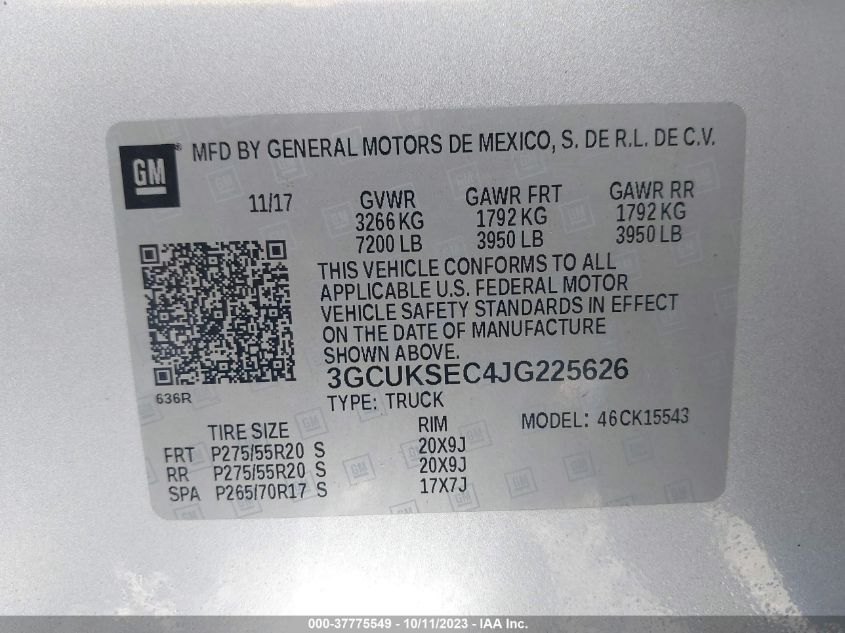 GM ® MFD BY GENERAL MOTORS DE MEXICO, S. DE R.L. DE C.V.
11/17 GVWR GAWR FRT GAWR RR
3266 KG 1792 KG 1792 KG
7200 LB 3950 LB 3950 LB
THIS VEHICLE CONFORMS TO ALL
APPLICABLE U.S. FEDERAL MOTOR
VEHICLE SAFETY STANDARDS IN EFFECT
ON THE DATE OF MANUFACTURE
SHOWN ABOVE.
3GCUKSEC4JG225626
636R
TYPE: TRUCK
MODEL: 46CK15543
TIRE SIZE RIM
FRT P275/55R20 S 20X9J
RR P275/55R20 S 20X9J
SPA P265/70R17 S 17X7J
000-37775549 - 10/11/2023 - IAA Inc.